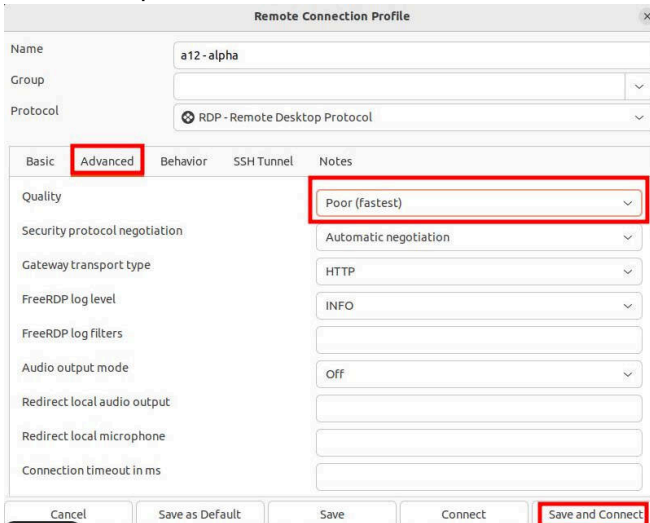 Remote Connection Profile
Name
a12 - alpha
Group
Protocol
RDP - Remote Desktop Protocol
Basic Advanced Behavior SSH Tunnel Notes
Quality
Poor (fastest)
Security protocol negotiation
Automatic negotiation
Gateway transport type
HTTP
FreeRDP log level
INFO
FreeRDP log filters
Audio output mode
Off
Redirect local audio output
Redirect local microphone
Connection timeout in ms
Cancel Save as Default Save Connect Save and Connect